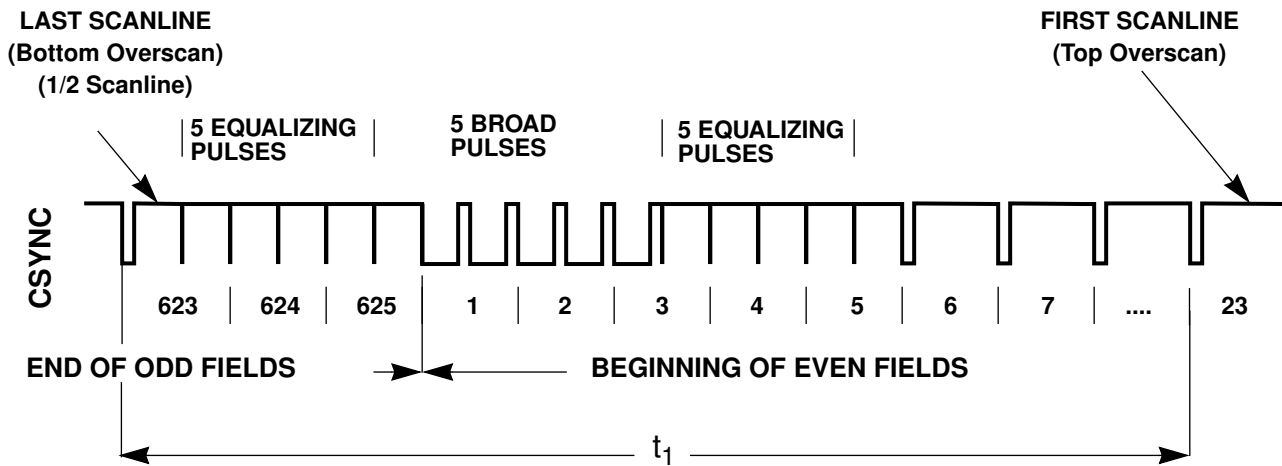 LAST SCANLINE
(Bottom Overscan)
(1/2 Scanline)
FIRST SCANLINE
(Top Overscan)
5 EQUALIZING
PULSES
5 BROAD
PULSES
5 EQUALIZING
PULSES
CSYNC
623 624 625 1 2 3 4 5 6 7 .... 23
END OF ODD FIELDS BEGINNING OF EVEN FIELDS
t1